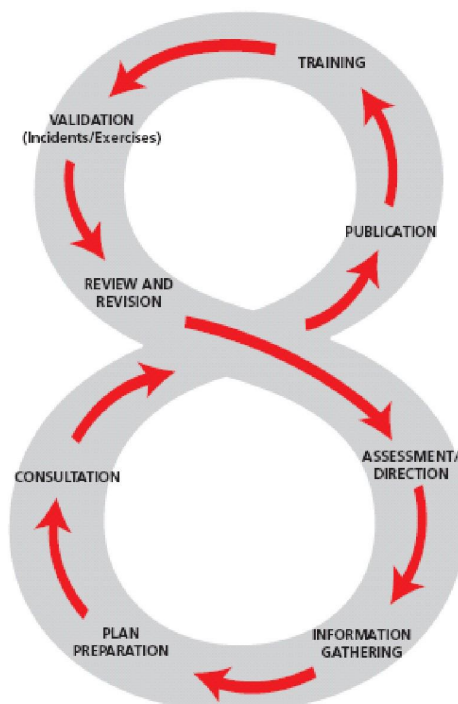 TRAINING
VALIDATION
(Incidents/Exercises)
PUBLICATION
REVIEW AND
REVISION
ASSESSMENT/
DIRECTION
CONSULTATION
INFORMATION
GATHERING
PLAN
PREPARATION